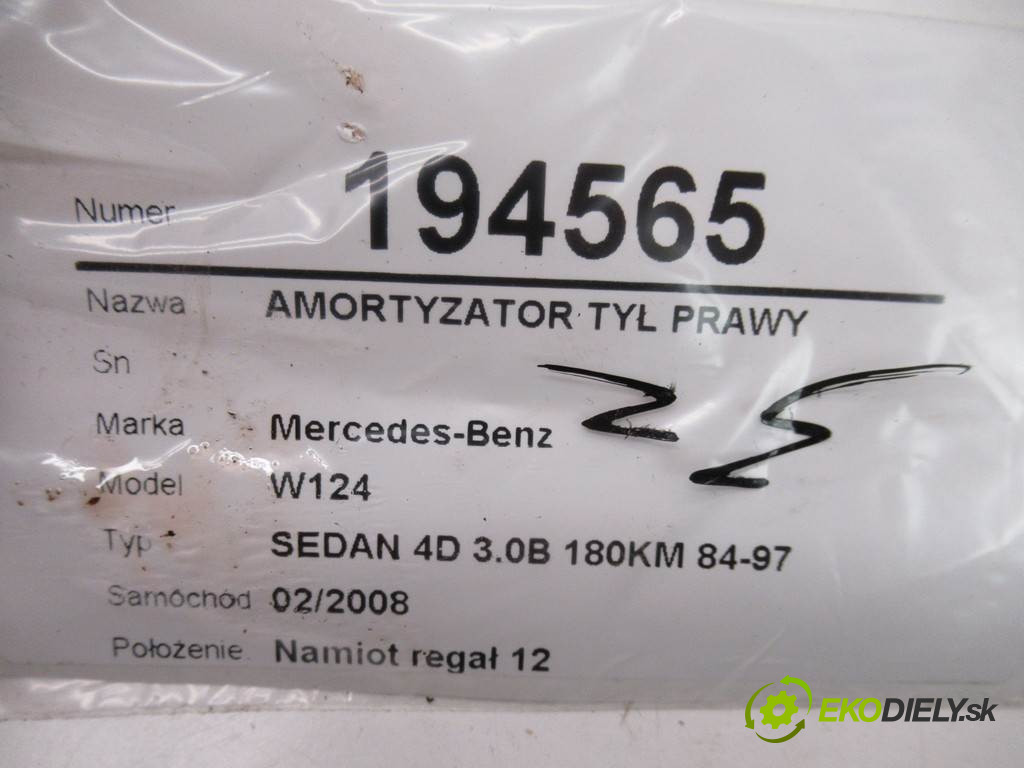 Numer 194565
Nazwa AMORTYZATOR TYŁ PRAWY
Sn
Marka Mercedes-Benz
Model W124
Typ SEDAN 4D 3.0B 180KM 84-97
Samochód 02/2008
Położenie Namiot regał 12
EKODIELY.sk